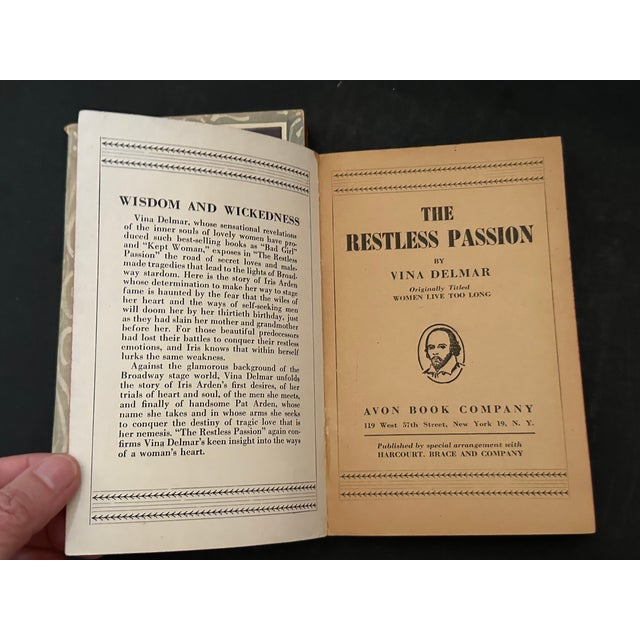 WISDOM AND WICKEDNESS
Vina Delmar, whose sensational revelations
of the inner souls of lovely women have pro-
duced such best-selling books as "Bad Girl"
and "Kept Woman," exposes in "The Restless
Passion" the road of secret loves and male-
made tragedies that lead to the lights of Broad-
way stardom. Here is the story of Iris Arden
whose determination to make her way to stage
fame is haunted by the fear that the wiles of
her heart and the ways of self-seeking men
will doom her by her thirtieth birthday, just
as they had slain her mother and grandmother
before her. For those beautiful predecessors
had lost their battles to conquer their restless
emotions, and Iris knows that within herself
lurks the same weakness.
Against the glamorous background of the
Broadway stage world, Vina Delmar unfolds
the story of Iris Arden's first desires, of her
trials of heart and soul, of the men she meets,
and finally of handsome Pat Arden, whose
name she takes and in whose arms she seeks
to conquer the destiny of tragic love that is
her nemesis. "The Restless Passion" again con-
firms Vina Delmar's keen insight into the ways
of a woman's heart.
THE
RESTLESS PASSION
BY
VINA DELMAR
Originally Titled
WOMEN LIVE TOO LONG
AVON BOOK COMPANY
119 West 57th Street, New York 19, N. Y.
Published by special arrangement with
HARCOURT, BRACE AND COMPANY